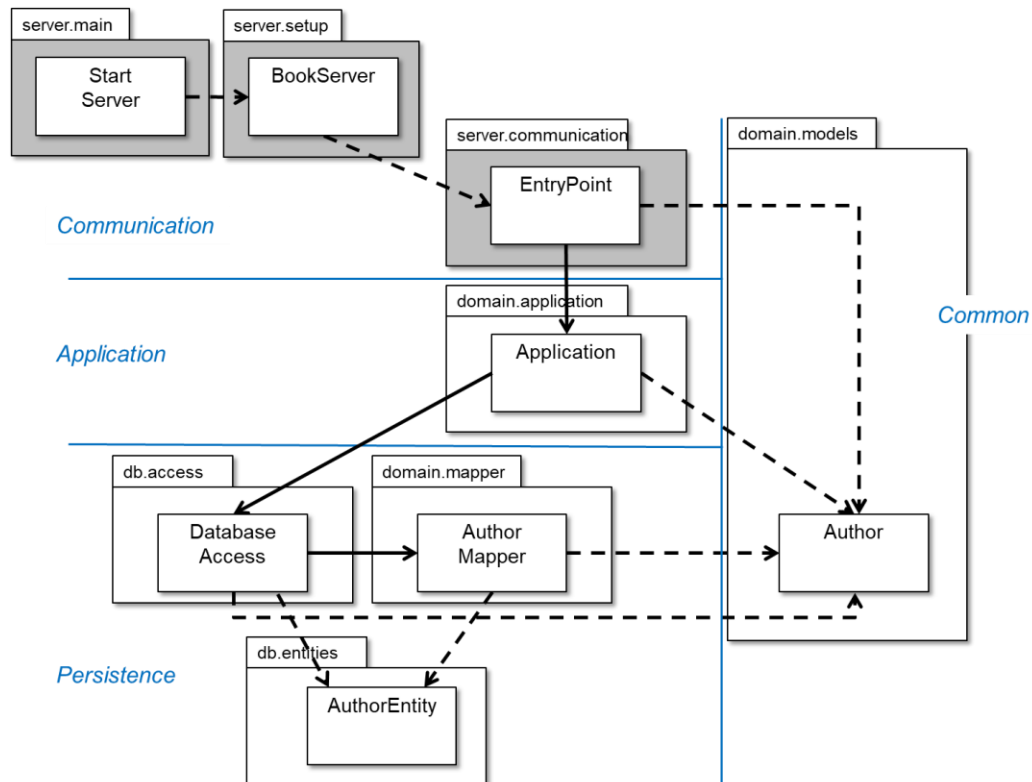 server.main
server.setup
Start
Server
BookServer
server.communication
domain.models
EntryPoint
Communication
domain.application
Common
Application
Application
db.access
domain.mapper
Database
Access
Author
Mapper
Author
db.entities
Persistence
AuthorEntity